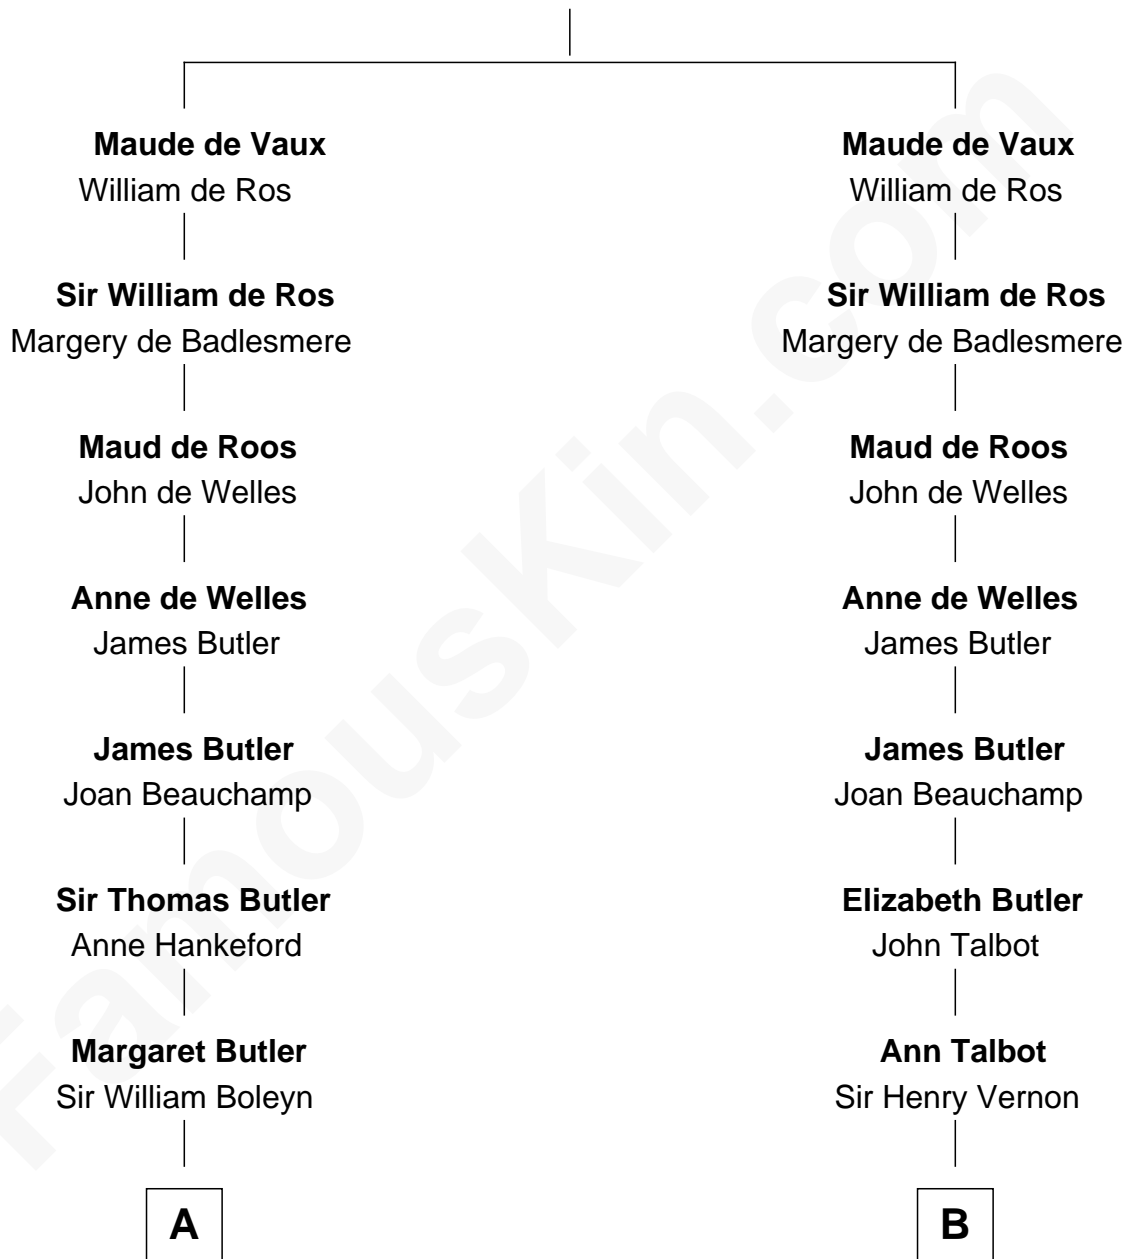 Maude de Vaux
William de Ros
Sir William de Ros
Margery de Badlesmere
Maud de Roos
John de Welles
Anne de Welles
James Butler
James Butler
Joan Beauchamp
Sir Thomas Butler
Anne Hankeford
Margaret Butler
Sir William Boleyn
A
Maude de Vaux
William de Ros
Sir William de Ros
Margery de Badlesmere
Maud de Roos
John de Welles
Anne de Welles
James Butler
James Butler
Joan Beauchamp
Elizabeth Butler
John Talbot
Ann Talbot
Sir Henry Vernon
B
FamousKin.com